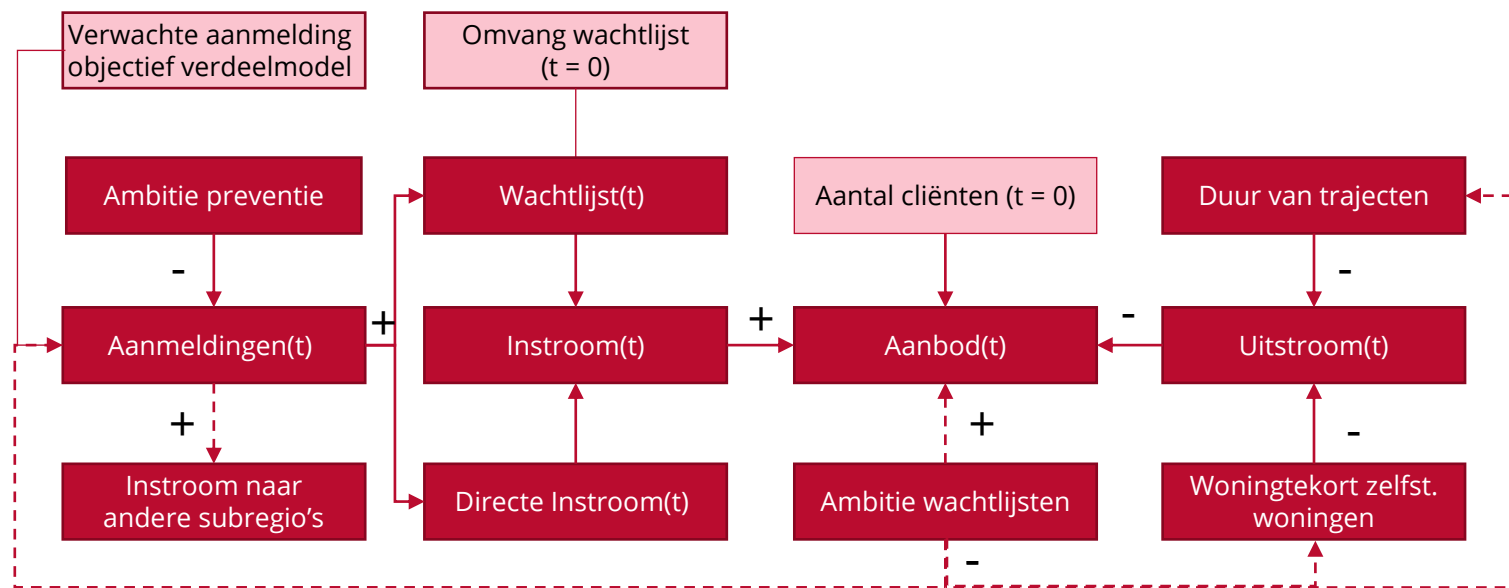 Verwachte aanmelding
objectief verdeelmodel
Omvang wachtlijst
(t = 0)
Ambitie preventie
Wachtlijst(t)
Aantal cliënten (t = 0)
Duur van trajecten
-
-
Aanmeldingen(t)
+
Instroom(t)
+
Aanbod(t)
-
Uitstroom(t)
+
+
-
Instroom naar
andere subregio’s
Directe Instroom(t)
Ambitie wachtlijsten
Woningtekort zelfst.
woningen
-